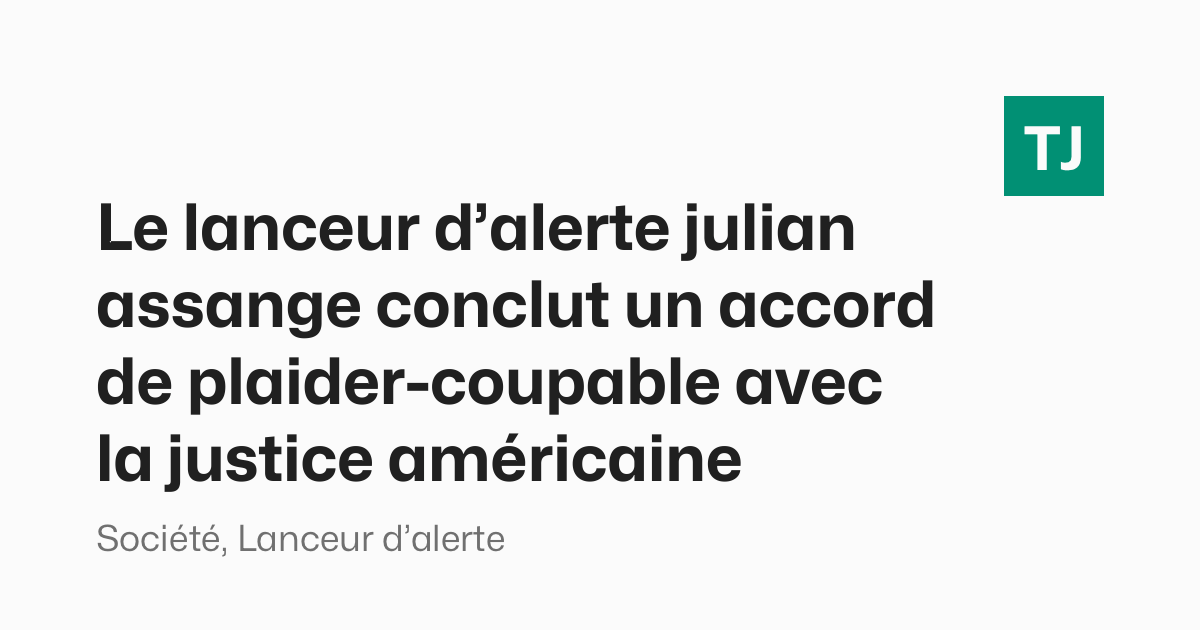 TJ
Le lanceur d’alerte julian
assange conclut un accord
de plaider-coupable avec
la justice américaine
Société, Lanceur d’alerte